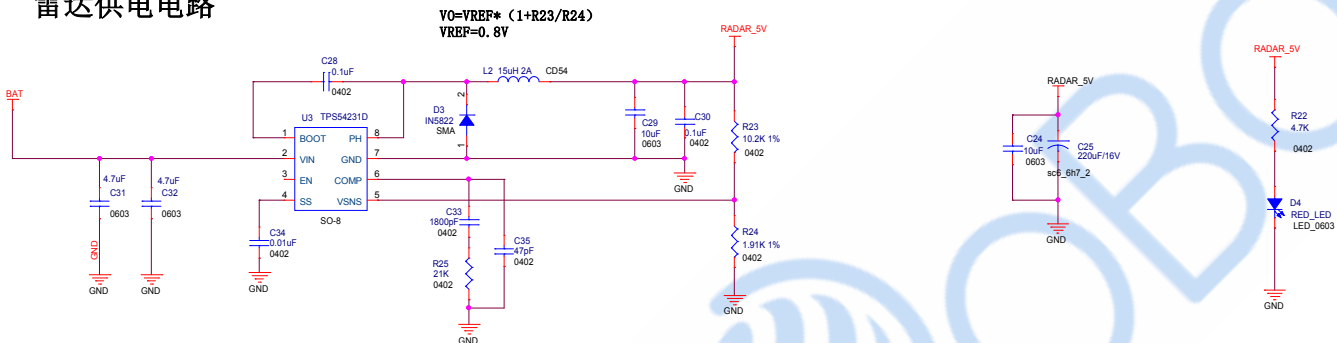 雷达供电电路
VO=VREF*（1+R23/R24）
VREF=0.8V
BAT
4.7uF
C31
0603
GND
GND
4.7uF
C32
0603
GND
C28
0.1uF
0402
U3 TPS54231D
1 BOOT PH 8
2 VIN GND 7
3 EN COMP 6
4 SS VSNS 5
SO-8
C34
0.01uF
0402
GND
D3
IN5822
SMA
2
1
L2 15uH 2A CD54
C33
1800pF
0402
R25
21K
0402
GND
C35
47pF
0402
C29
10uF
0603
C30
0.1uF
0402
GND
RADAR_5V
R23
10.2K 1%
0402
R24
1.91K 1%
0402
GND
RADAR_5V
C24
10uF
0603
C25
220uF/16V
sc6_6h7_2
GND
RADAR_5V
R22
4.7K
0402
D4
RED_LED
LED_0603
GND